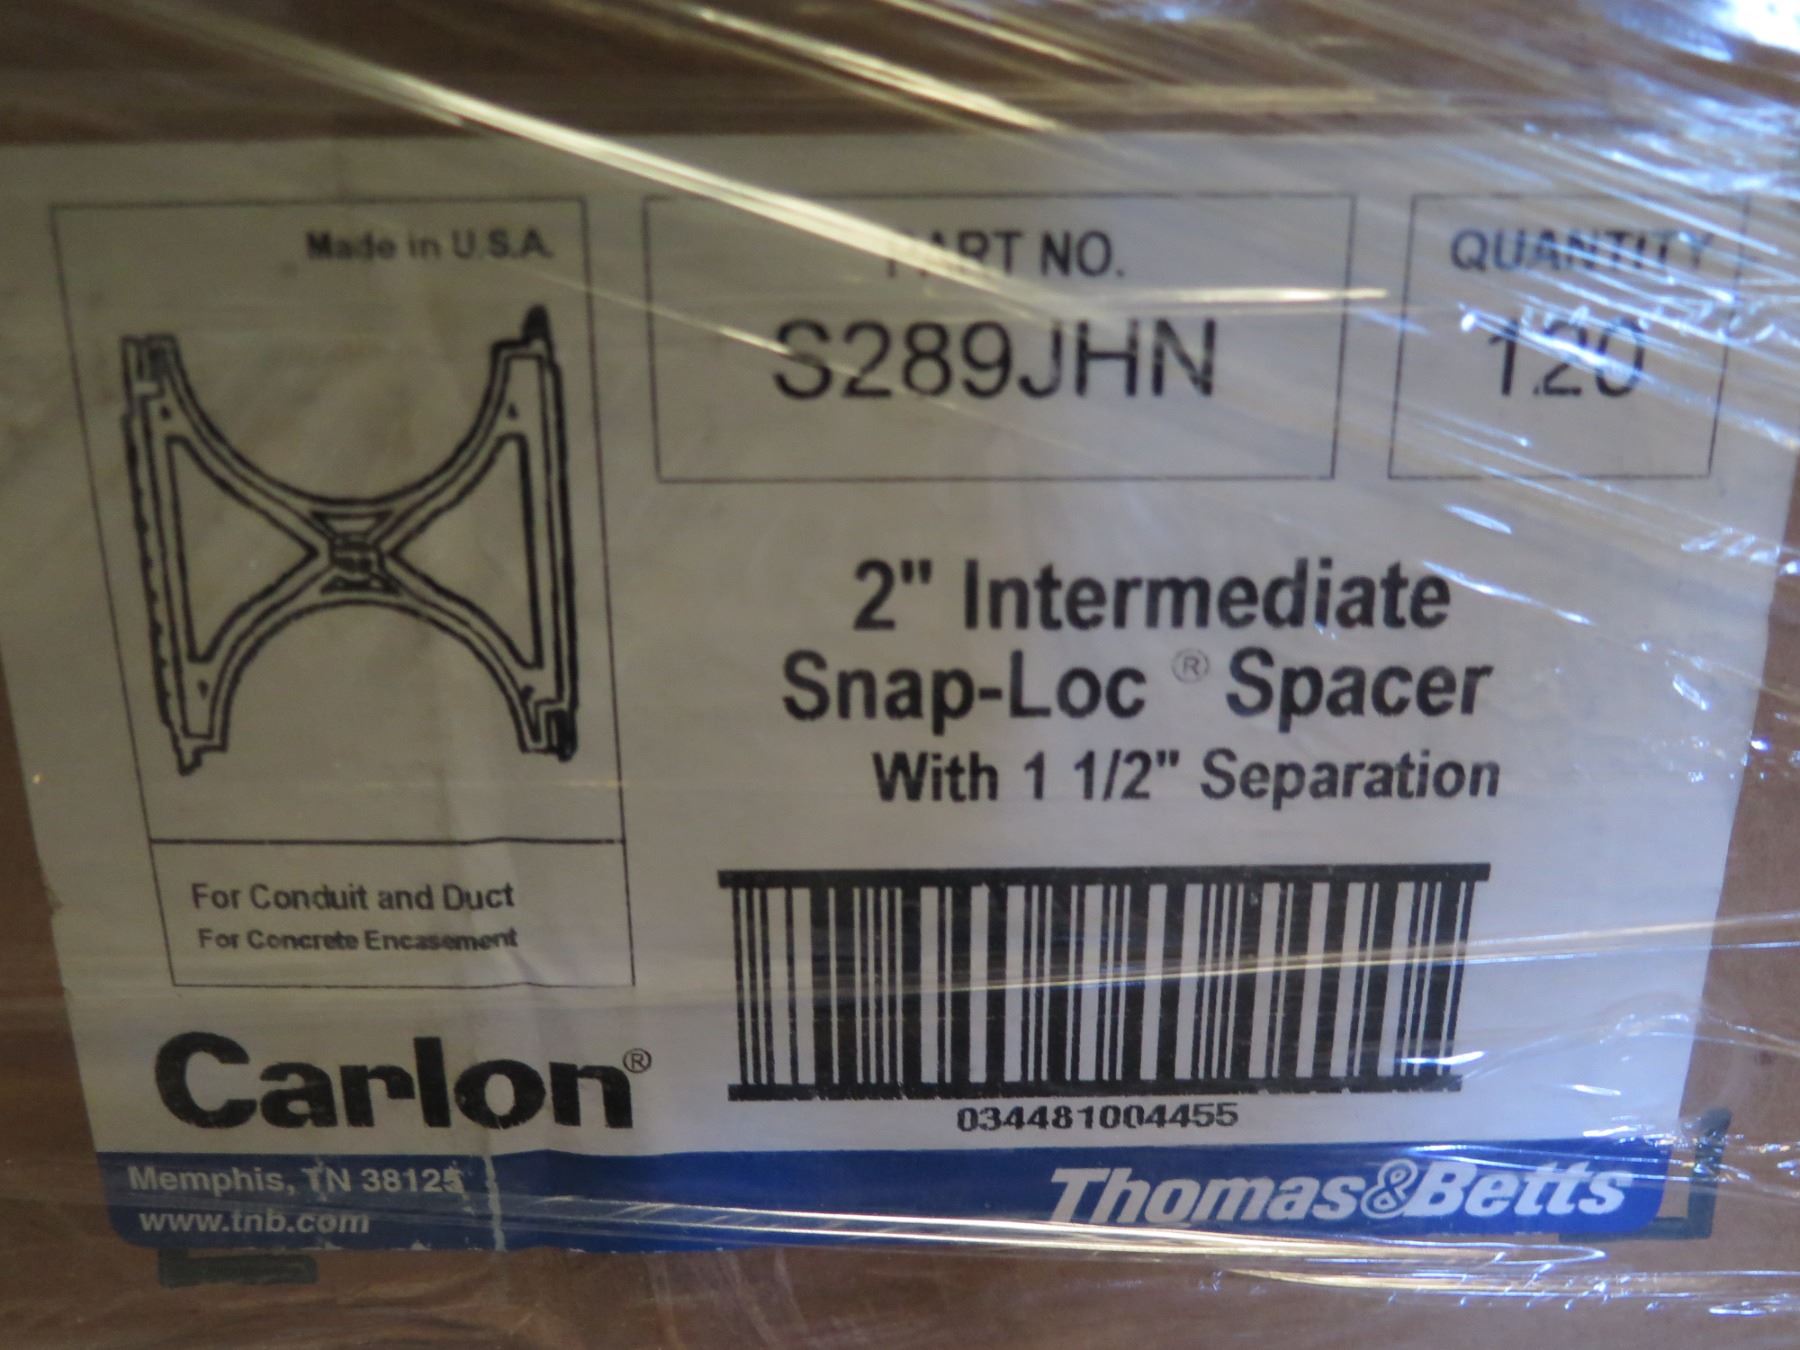 Made in U.S.A.
PART NO.
S289JHN
QUANTITY
120
2" Intermediate
Snap-Loc ® Spacer
With 1 1/2" Separation
For Conduit and Duct
For Concrete Encasement
Carlon®
034481004455
Memphis, TN 38125
www.tnb.com
Thomas&Betts